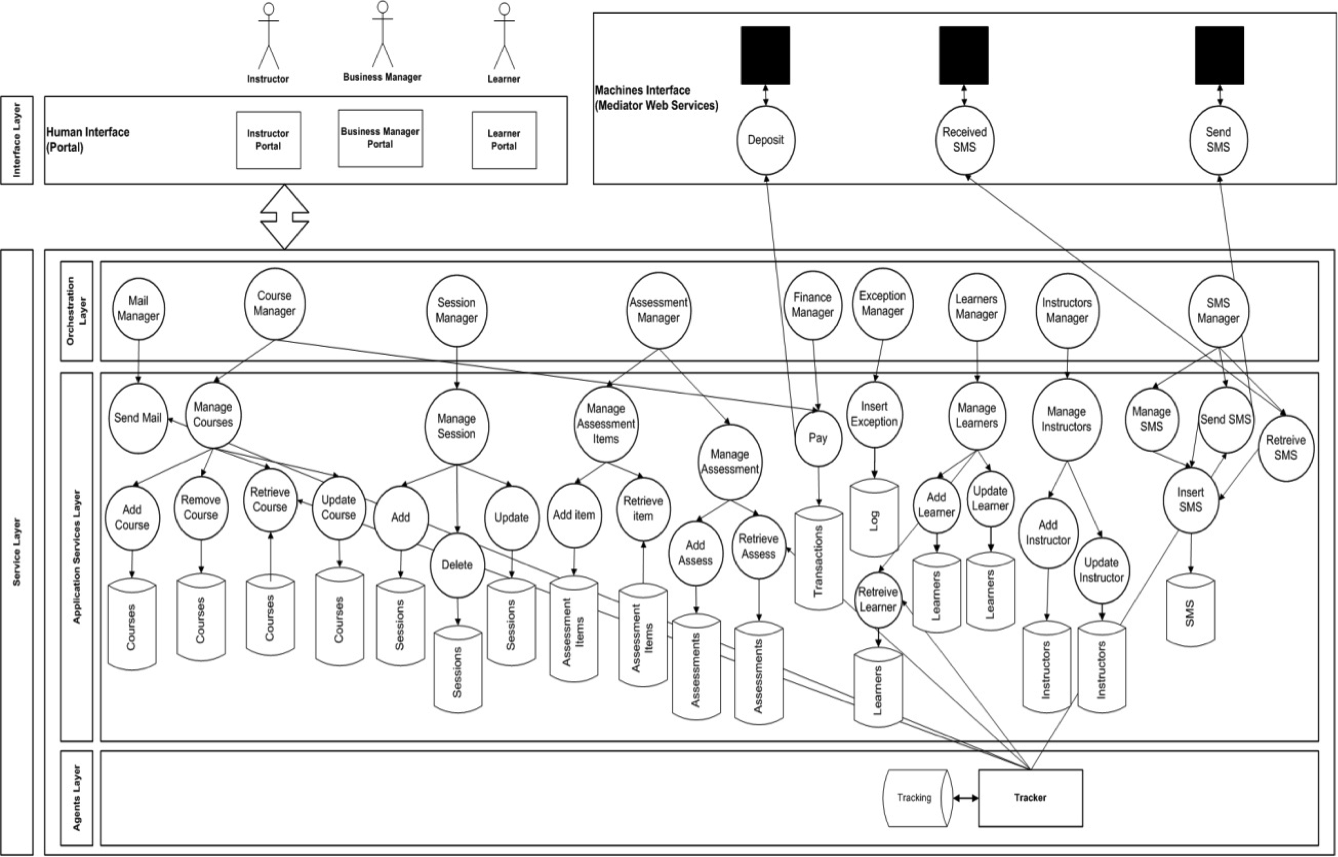 Instructor
Business Manager
Learner
Interface Layer
Human Interface
(Portal)
Instructor
Portal
Business Manager
Portal
Learner
Portal
Machines Interface
(Mediator Web Services)
Deposit
Received
SMS
Send
SMS
Service Layer
Orchestration
Layer
Mail
Manager
Course
Manager
Session
Manager
Assessment
Manager
Finance
Manager
Exception
Manager
Learners
Manager
Instructors
Manager
SMS
Manager
Application Services Layer
Send Mail
Manage
Courses
Manage
Session
Manage
Assessment
Items
Manage
Assessment
Pay
Insert
Exception
Manage
Learners
Manage
Instructors
Manage
SMS
Send SMS
Retreive
SMS
Add
Course
Remove
Course
Retrieve
Course
Update
Course
Add
Delete
Update
Add item
Retrieve
item
Add
Assess
Retrieve
Assess
Add
Learner
Update
Learner
Retreive
Learner
Add
Instructor
Update
Instructor
Insert
SMS
Courses
Courses
Courses
Courses
Sessions
Sessions
Sessions
Assessment
Items
Assessment
Items
Assessments
Assessments
Transactions
Log
Learners
Learners
Learners
Instructors
Instructors
SMS
Agents Layer
Tracking
Tracker